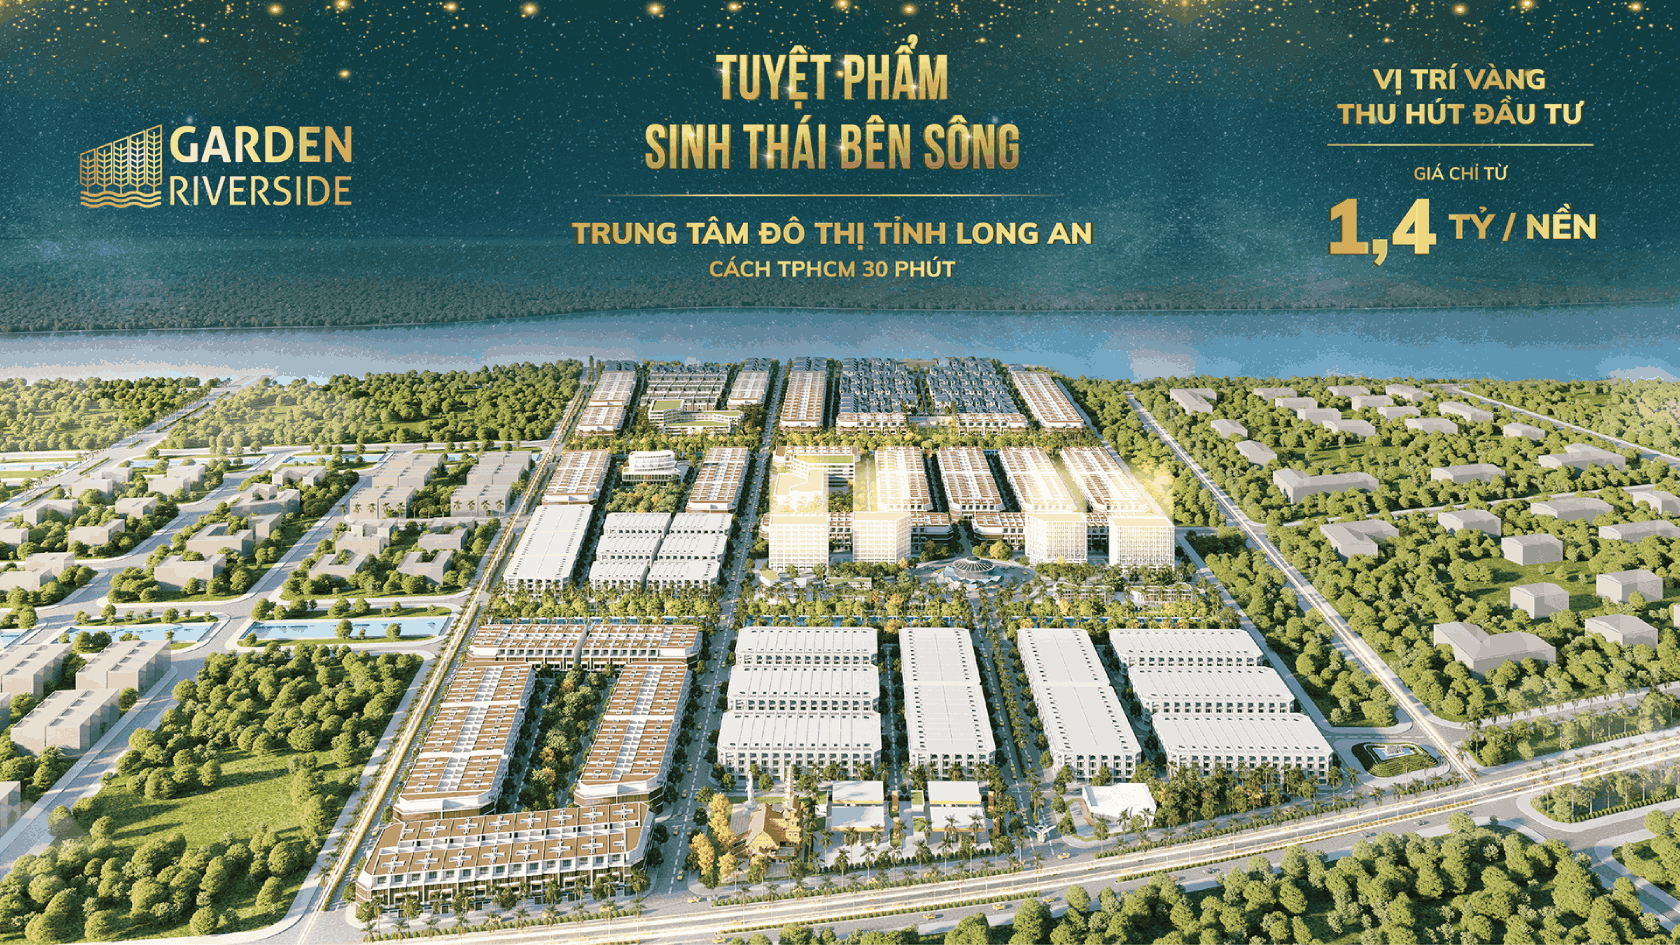 GARDEN
RIVERSIDE
TUYỆT PHẨM
SINH THÁI BÊN SÔNG
TRUNG TÂM ĐÔ THỊ TỈNH LONG AN
CÁCH TPHCM 30 PHÚT
VỊ TRÍ VÀNG
THU HÚT ĐẦU TƯ
GIÁ CHỈ TỪ
1,4 TỶ / NỀN